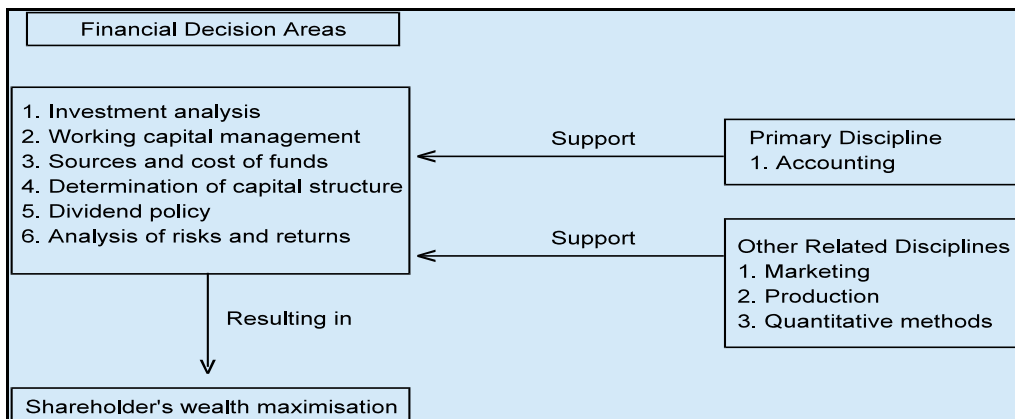 Financial Decision Areas
1. Investment analysis
2. Working capital management
3. Sources and cost of funds
4. Determination of capital structure
5. Dividend policy
6. Analysis of risks and returns
Support
Primary Discipline
1. Accounting
Support
Other Related Disciplines
1. Marketing
2. Production
3. Quantitative methods
Resulting in
Shareholder's wealth maximisation